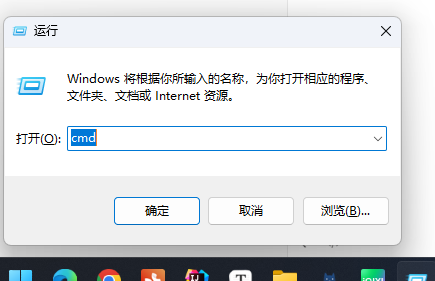 运行
Windows 将根据你所输入的名称，为你打开相应的程序、
文件夹、文档或 Internet 资源。
打开(O):
cmd
确定
取消
浏览(B)...